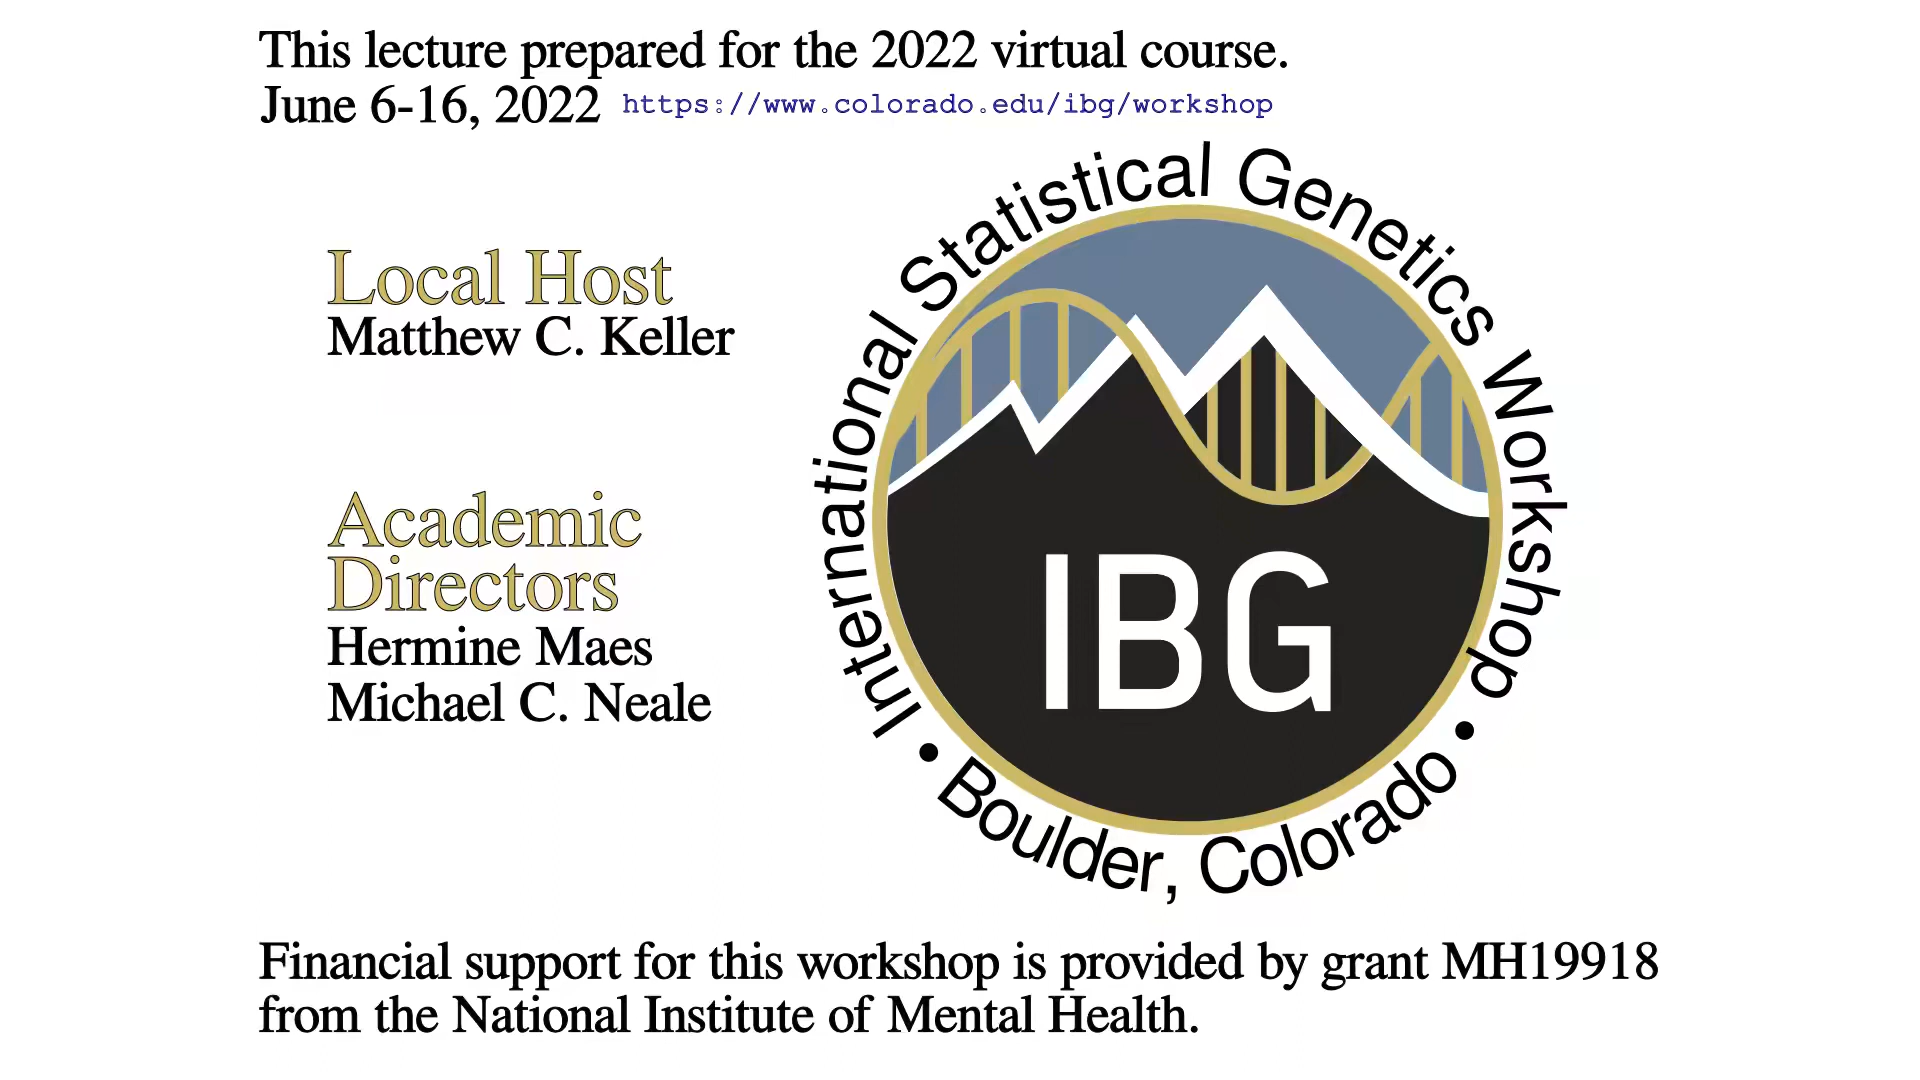 This lecture prepared for the 2022 virtual course.
June 6-16, 2022 https://www.colorado.edu/ibg/workshop
Local Host
Matthew C. Keller
Academic
Directors
Hermine Maes
Michael C. Neale
International Statistical Genetics Workshop •
Boulder, Colorado •
IBG
Financial support for this workshop is provided by grant MH19918
from the National Institute of Mental Health.